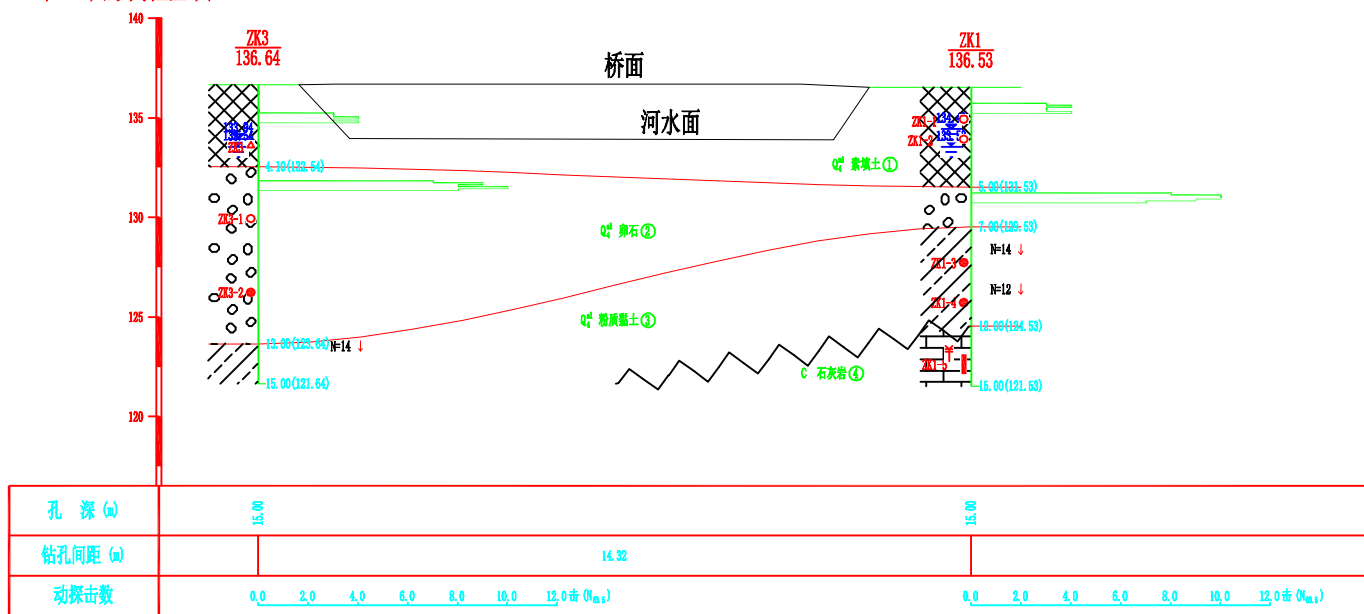 140
ZK3
136.64
ZK1
136.53
桥面
135
河水面
ZK1-2
素填土①
4.10(132.54)
5.00(131.53)
130
ZK3-1
卵石②
7.00(129.53)
N=14 ↓
ZK1-3
ZK3-2
N=12 ↓
ZK1-4
125
粉质黏土③
12.00(124.53)
13.00(123.64)
N=14 ↓
ZK1-5
C 石灰岩④
15.00(121.64)
15.00(121.53)
120
孔 深(m) 15.00 15.00
钻孔间距(m) 14.32
动探击数 0.0 2.0 4.0 6.0 8.0 10.0 12.0击(N63.5) 0.0 2.0 4.0 6.0 8.0 10.0 12.0击(N63.5)